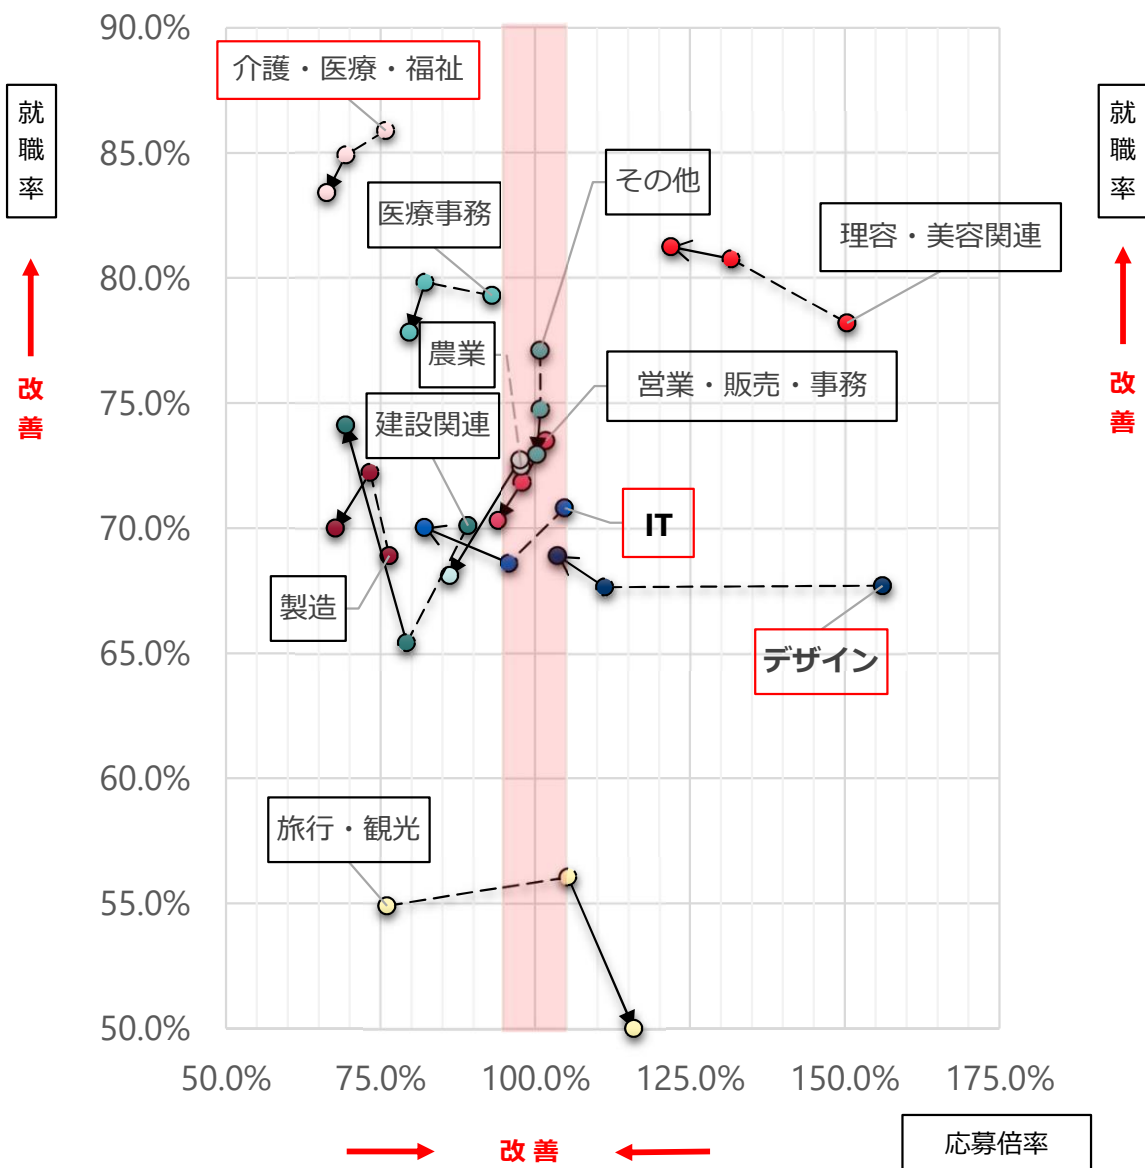 90.0%
介護・医療・福祉
就職率
就職率
85.0%
その他
医療事務
理容・美容関連
80.0%
農業
営業・販売・事務
改善
改善
75.0%
建設関連
70.0%
IT
製造
65.0%
デザイン
60.0%
旅行・観光
55.0%
50.0%
50.0% 75.0% 100.0% 125.0% 150.0% 175.0%
改善
応募倍率